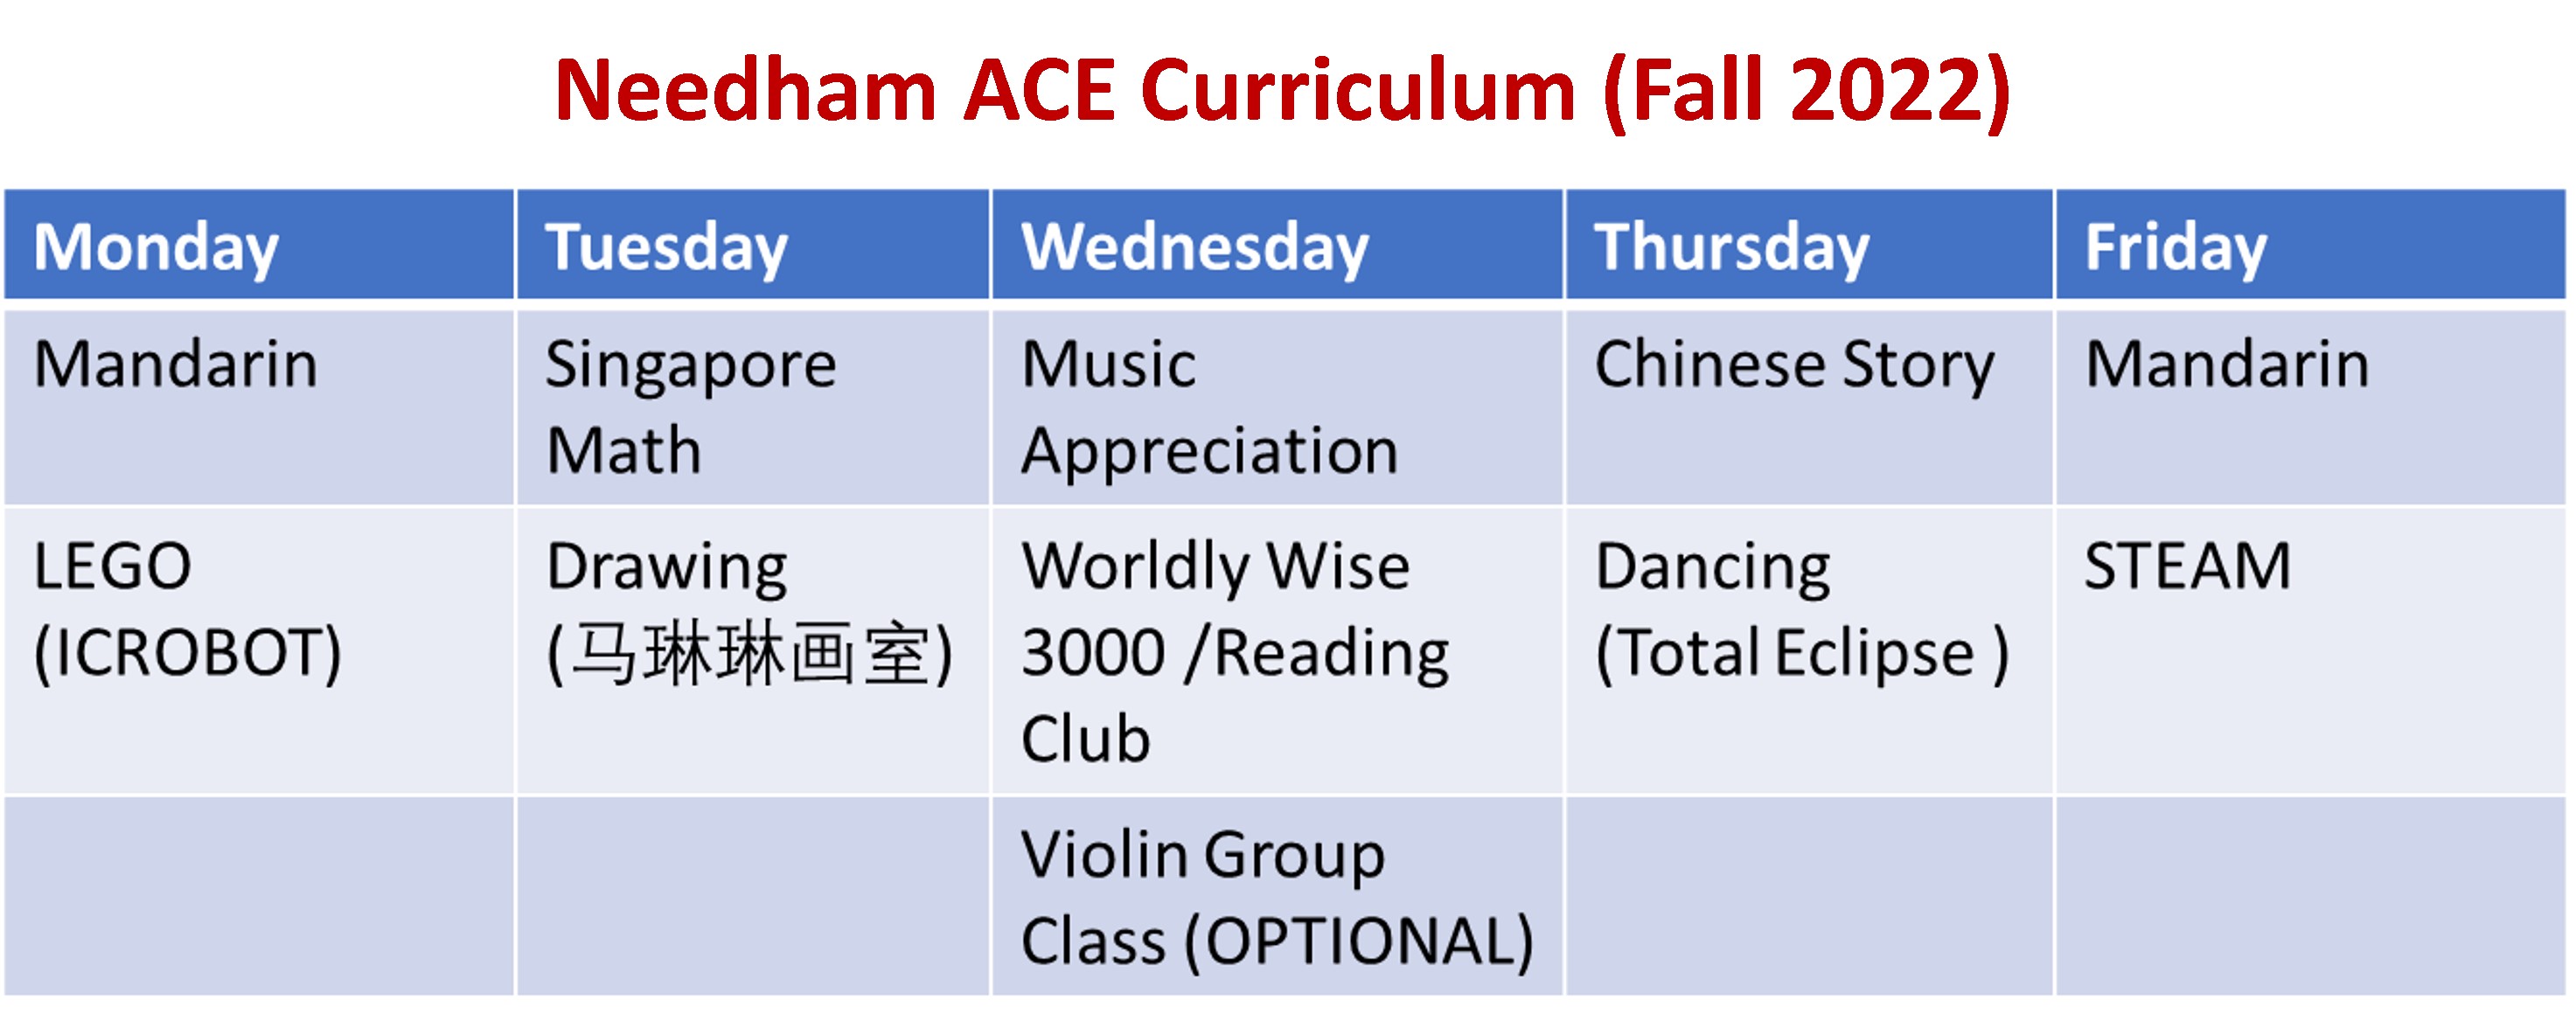 Needham ACE Curriculum (Fall 2022)
Monday Tuesday Wednesday Thursday Friday
Mandarin
Singapore
Math
Music
Appreciation
Chinese Story
Mandarin
LEGO
(ICROBOT)
Drawing
(马琳琳画室)
Worldly Wise
3000 /Reading
Club
Dancing
(Total Eclipse )
STEAM
Violin Group
Class (OPTIONAL)